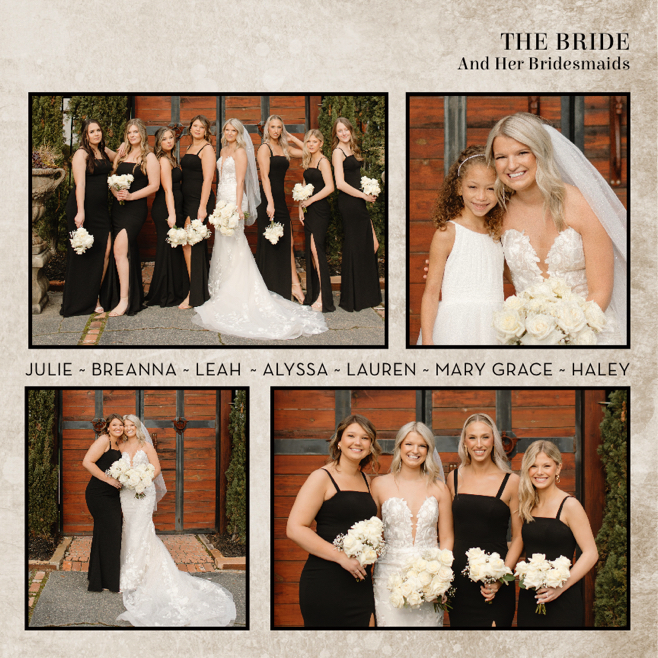 THE BRIDE
And Her Bridesmaids
JULIE ~ BREANNA ~ LEAH ~ ALYSSA ~ LAUREN ~ MARY GRACE ~ HALEY